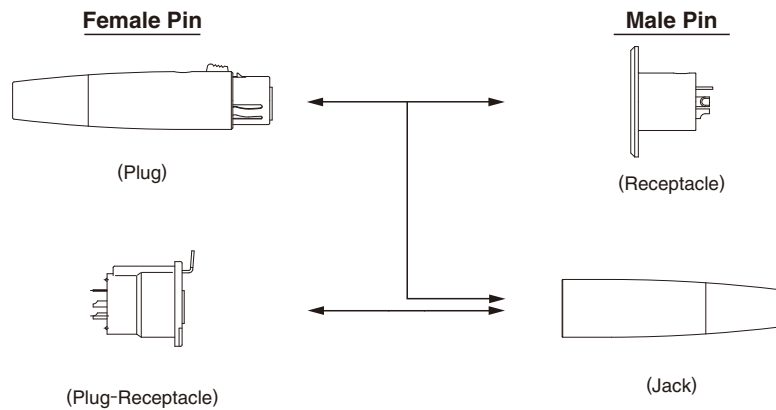 Female Pin
Male Pin
(Plug)
(Receptacle)
(Plug-Receptacle)
(Jack)